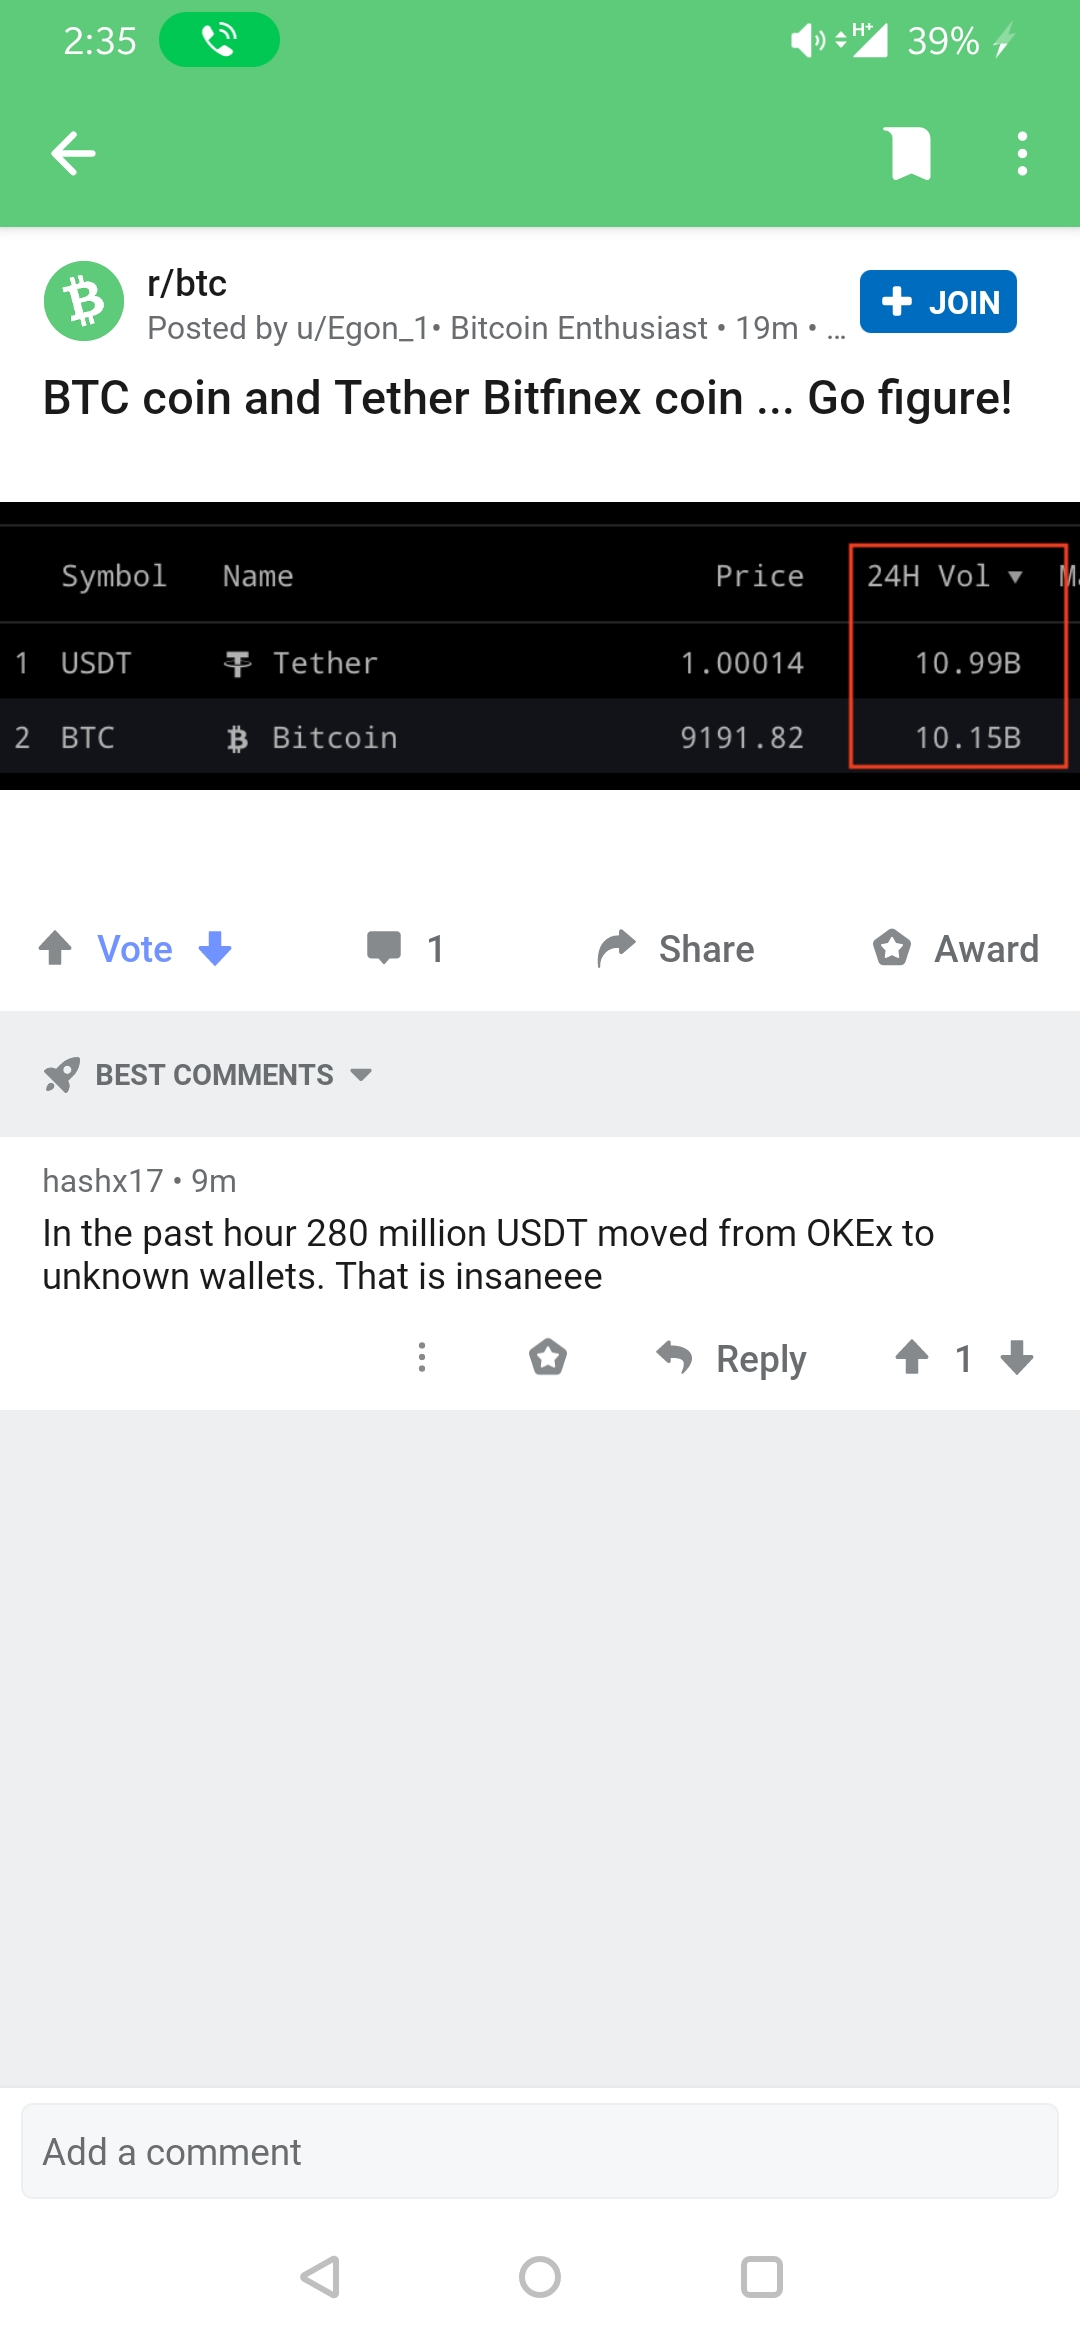 2:35 H+ 39%
r/btc
Posted by u/Egon_1• Bitcoin Enthusiast • 19m • ...
+ JOIN
BTC coin and Tether Bitfinex coin ... Go figure!
Symbol Name Price 24H Vol ▼
1 USDT Tether 1.00014 10.99B
2 BTC Bitcoin 9191.82 10.15B
Vote 1 Share Award
BEST COMMENTS
hashx17 • 9m
In the past hour 280 million USDT moved from OKEx to
unknown wallets. That is insaneee
Reply 1
Add a comment